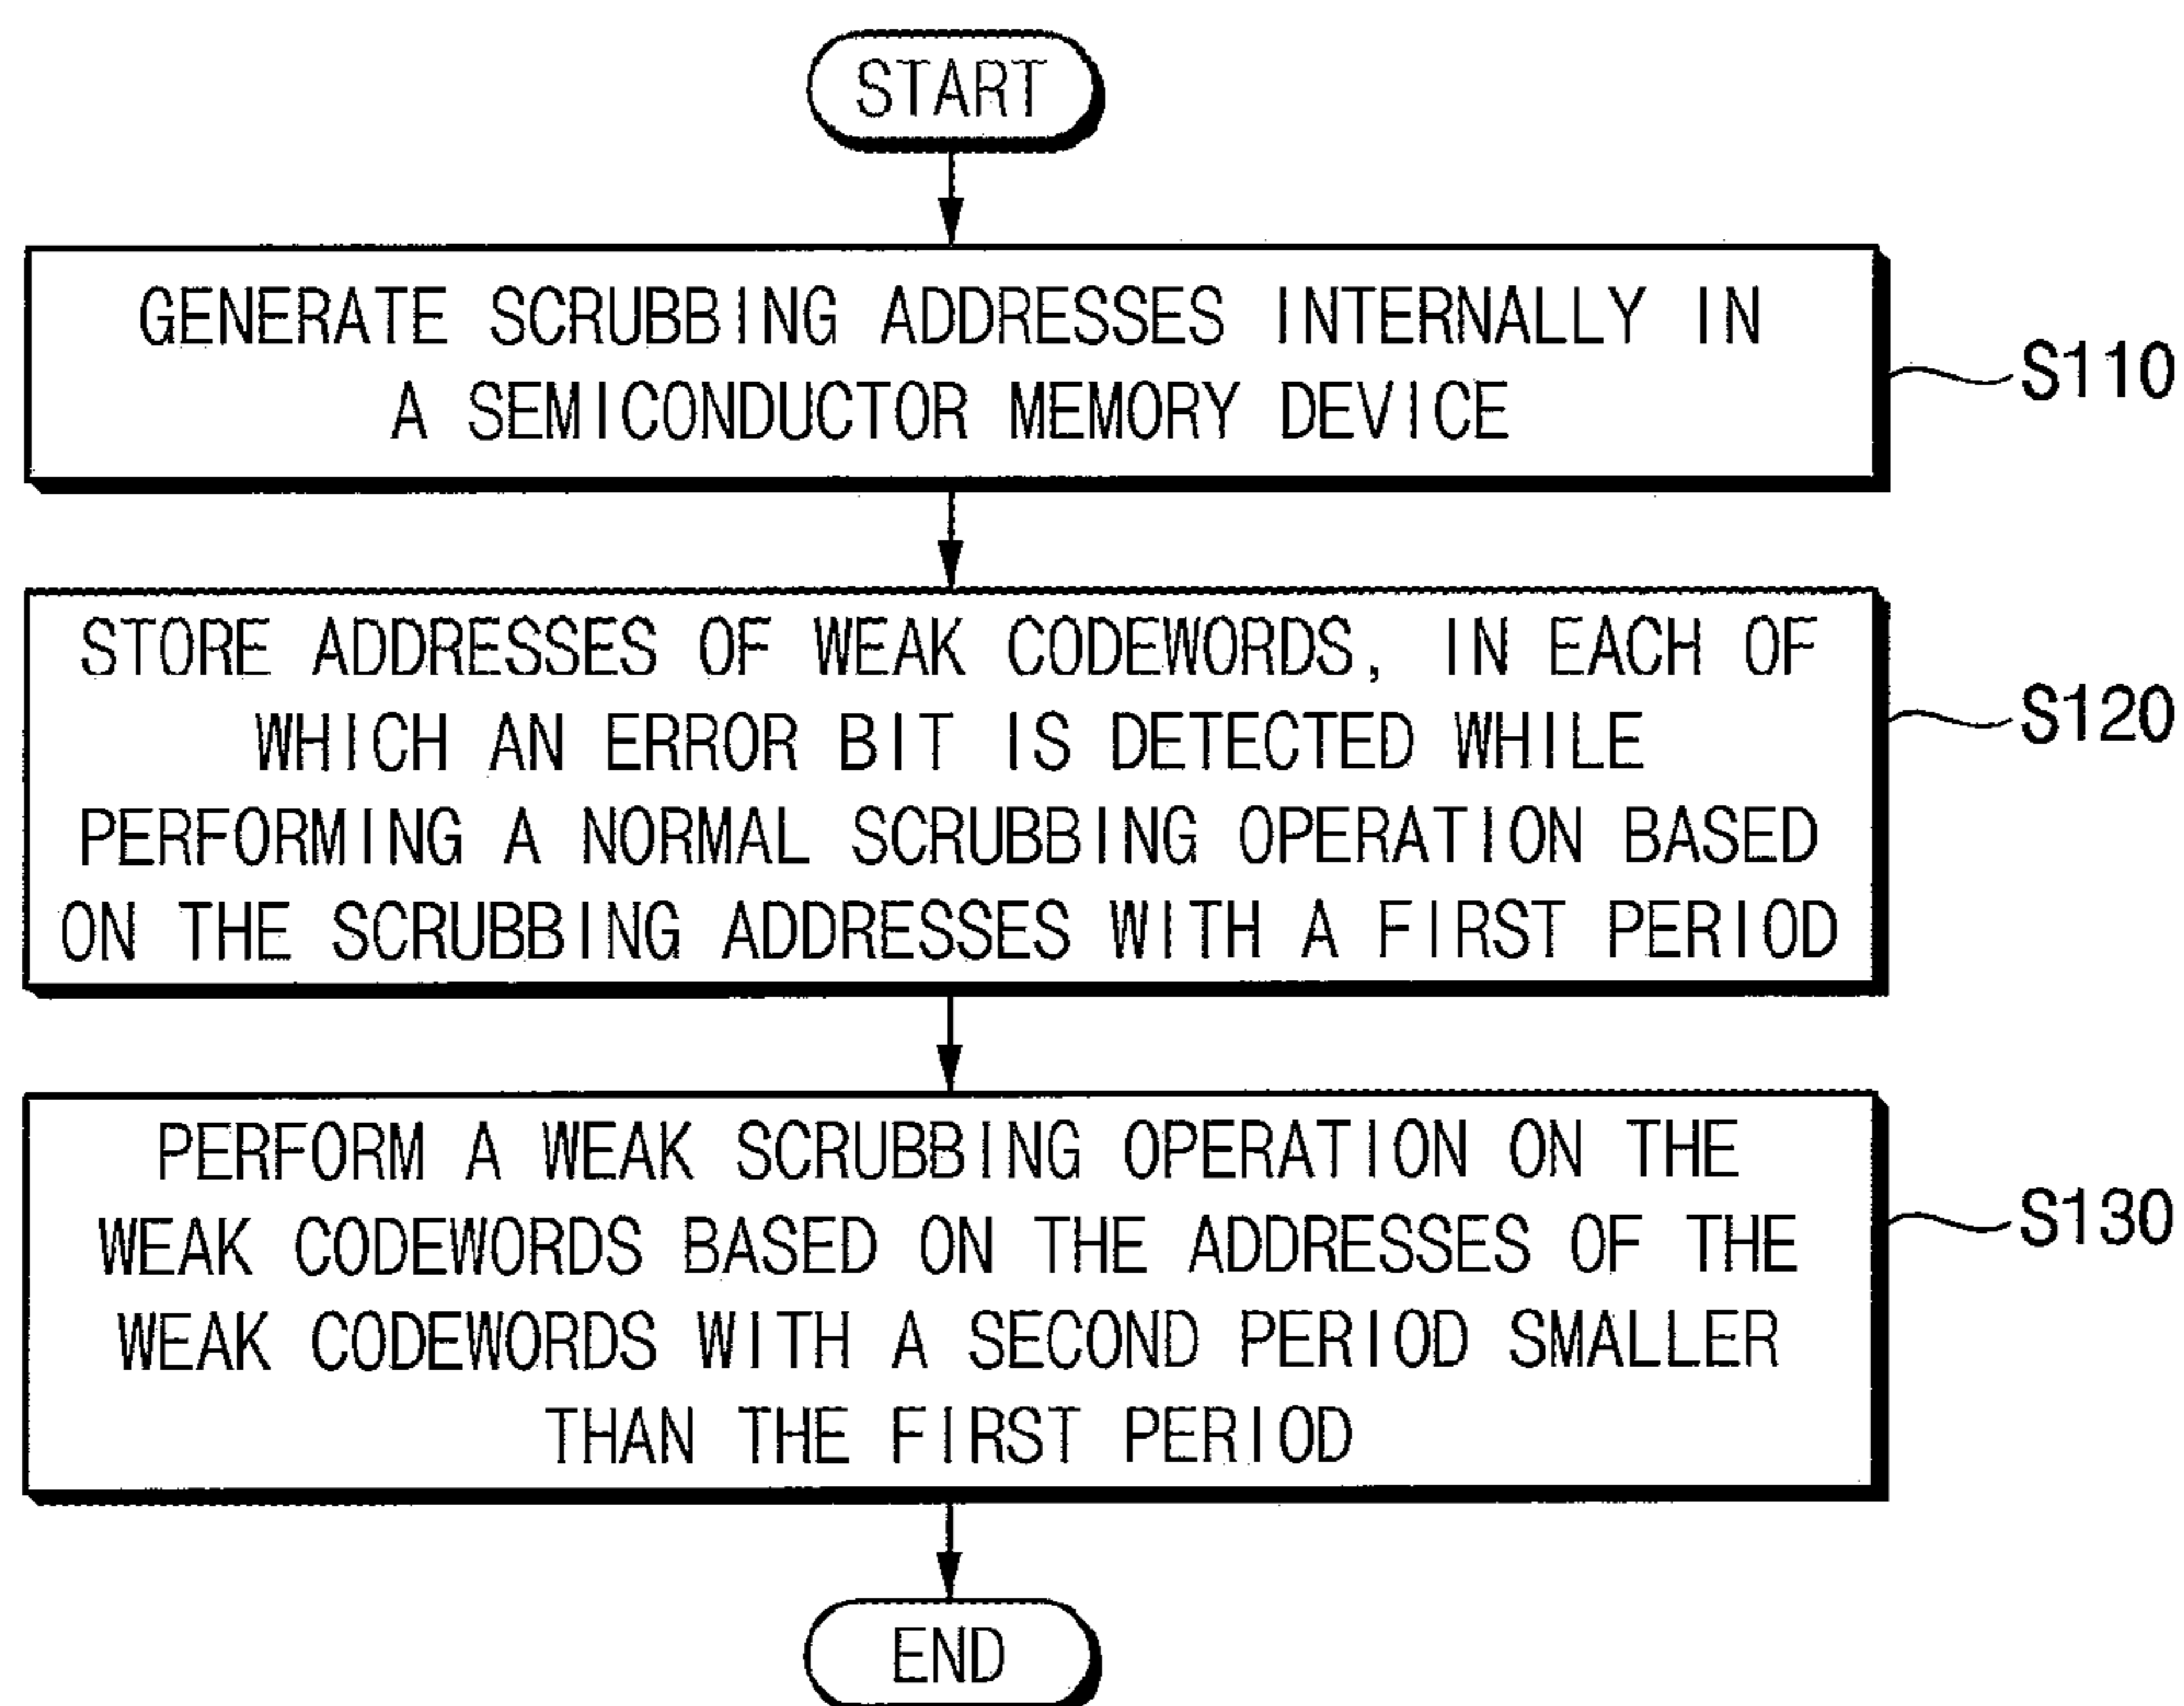 START
GENERATE SCRUBBING ADDRESSES INTERNALLY IN
A SEMICONDUCTOR MEMORY DEVICE
S110
STORE ADDRESSES OF WEAK CODEWORDS, IN EACH OF
WHICH AN ERROR BIT IS DETECTED WHILE
PERFORMING A NORMAL SCRUBBING OPERATION BASED
ON THE SCRUBBING ADDRESSES WITH A FIRST PERIOD
S120
PERFORM A WEAK SCRUBBING OPERATION ON THE
WEAK CODEWORDS BASED ON THE ADDRESSES OF THE
WEAK CODEWORDS WITH A SECOND PERIOD SMALLER
THAN THE FIRST PERIOD
S130
END